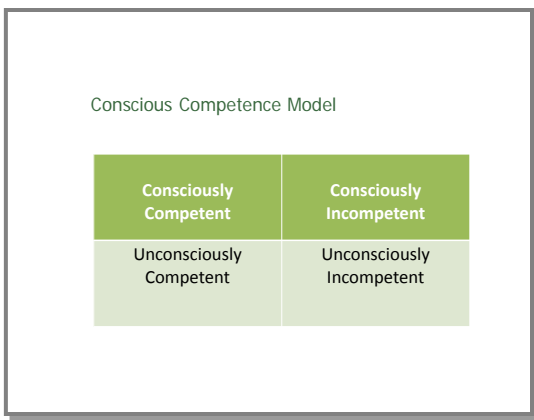 Conscious Competence Model
Consciously
Competent
Consciously
Incompetent
Unconsciously
Competent
Unconsciously
Incompetent